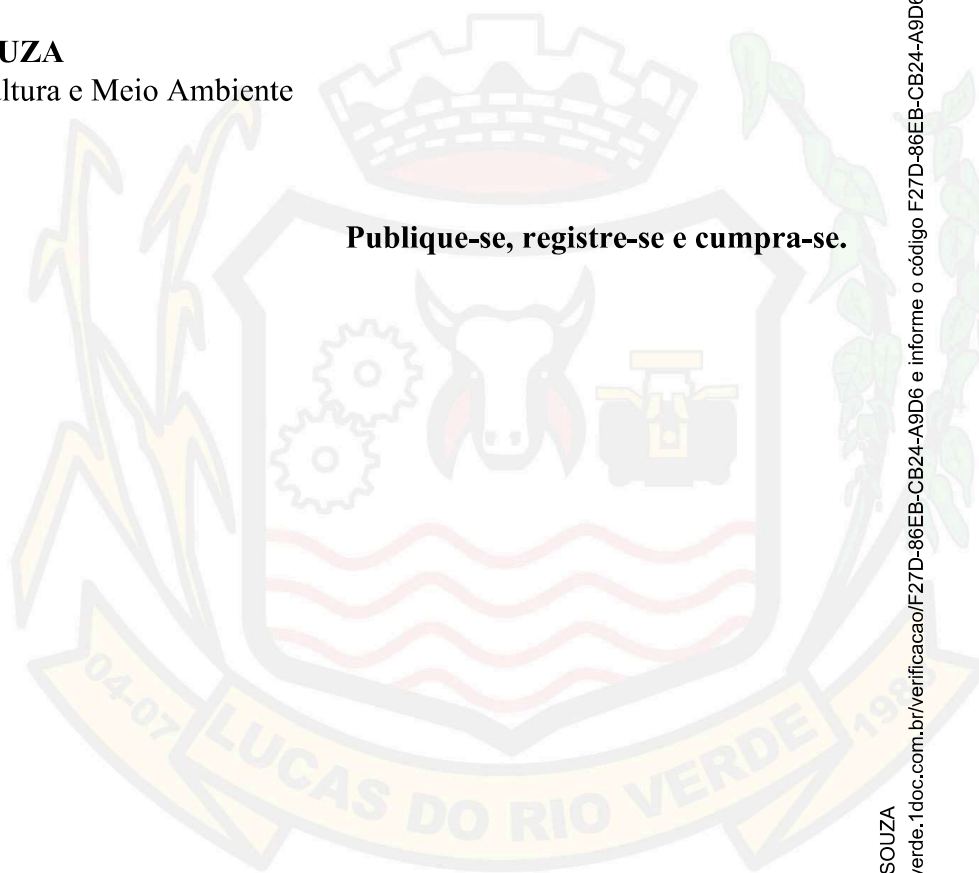 UZA
ltura e Meio Ambiente
Publique-se, registre-se e cumpra-se.
04-07
LUCAS DO RIO VERDE
1988
SOUZA
verde.1doc.com.br/verificacao/F27D-86EB-CB24-A9D6 e informe o código F27D-86EB-CB24-A9D6